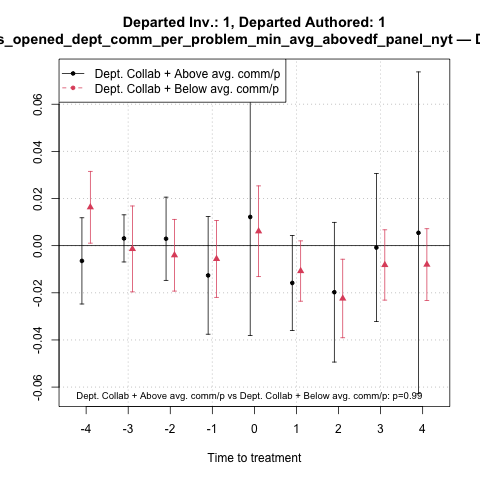 Departed Inv.: 1, Departed Authored: 1
s_opened_dept_comm_per_problem_min_avg_abovedf_panel_nyt — D
Dept. Collab + Above avg. comm/p
Dept. Collab + Below avg. comm/p
0.06
0.04
0.02
0.00
-0.02
-0.04
-0.06
Dept. Collab + Above avg. comm/p vs Dept. Collab + Below avg. comm/p: p=0.99
-4 -3 -2 -1 0 1 2 3 4
Time to treatment